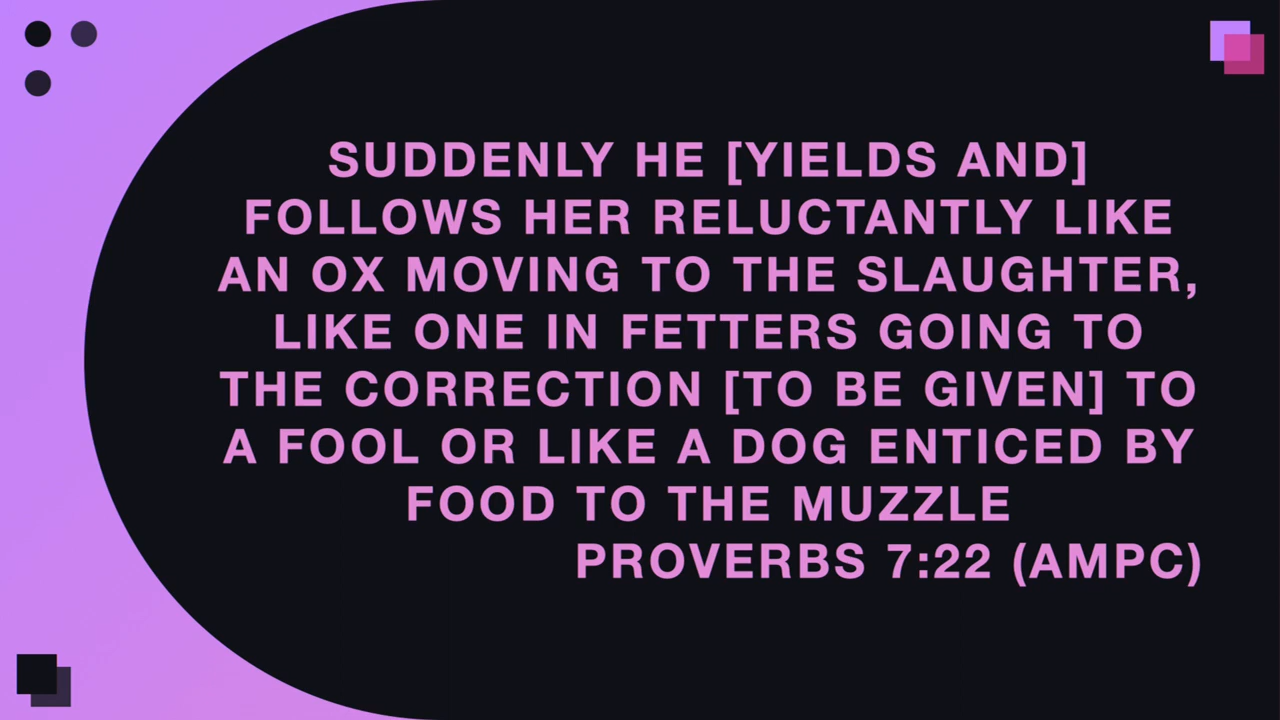 SUDDENLY HE [YIELDS AND]
FOLLOWS HER RELUCTANTLY LIKE
AN OX MOVING TO THE SLAUGHTER,
LIKE ONE IN FETTERS GOING TO
THE CORRECTION [TO BE GIVEN] TO
A FOOL OR LIKE A DOG ENTICED BY
FOOD TO THE MUZZLE
PROVERBS 7:22 (AMPC)